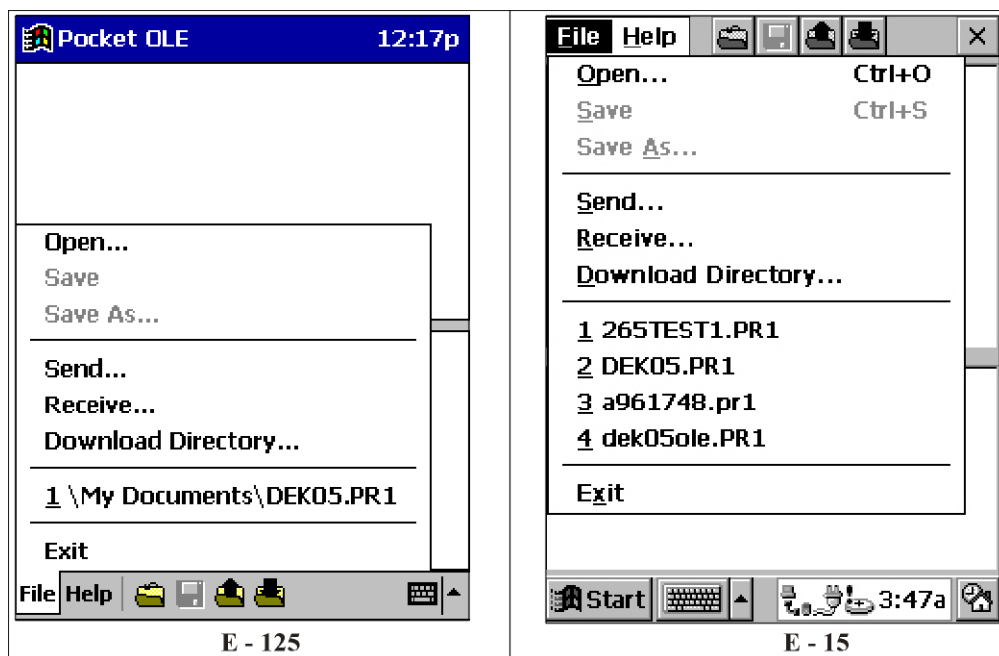 Pocket OLE 12:17p
Open...
Save
Save As...
Send...
Receive...
Download Directory...
1 \My Documents\DEK05.PR1
Exit
File Help
E - 125
File Help
Open... Ctrl+O
Save Ctrl+S
Save As...
Send...
Receive...
Download Directory...
1 265TEST1.PR1
2 DEK05.PR1
3 a961748.pr1
4 dek05ole.PR1
Exit
Start 3:47a
E - 15